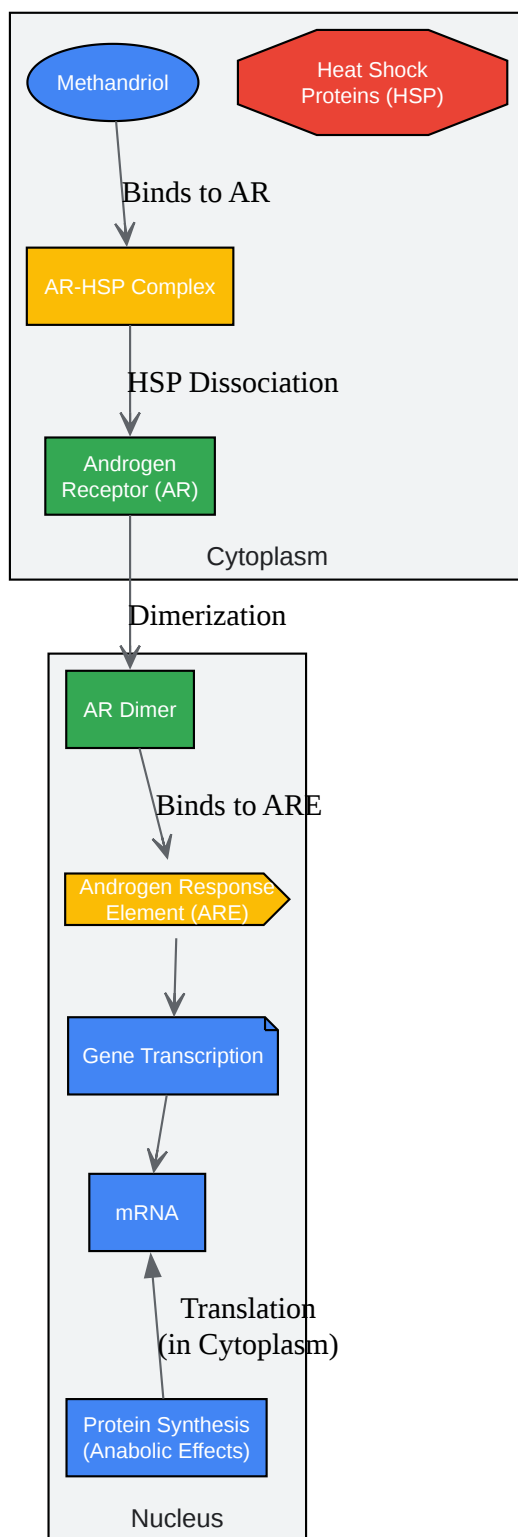 Methandriol
Heat Shock
Proteins (HSP)
Binds to AR
AR-HSP Complex
HSP Dissociation
Androgen
Receptor (AR)
Cytoplasm
Dimerization
AR Dimer
Binds to ARE
Androgen Response
Element (ARE)
Gene Transcription
mRNA
Translation
(in Cytoplasm)
Protein Synthesis
(Anabolic Effects)
Nucleus